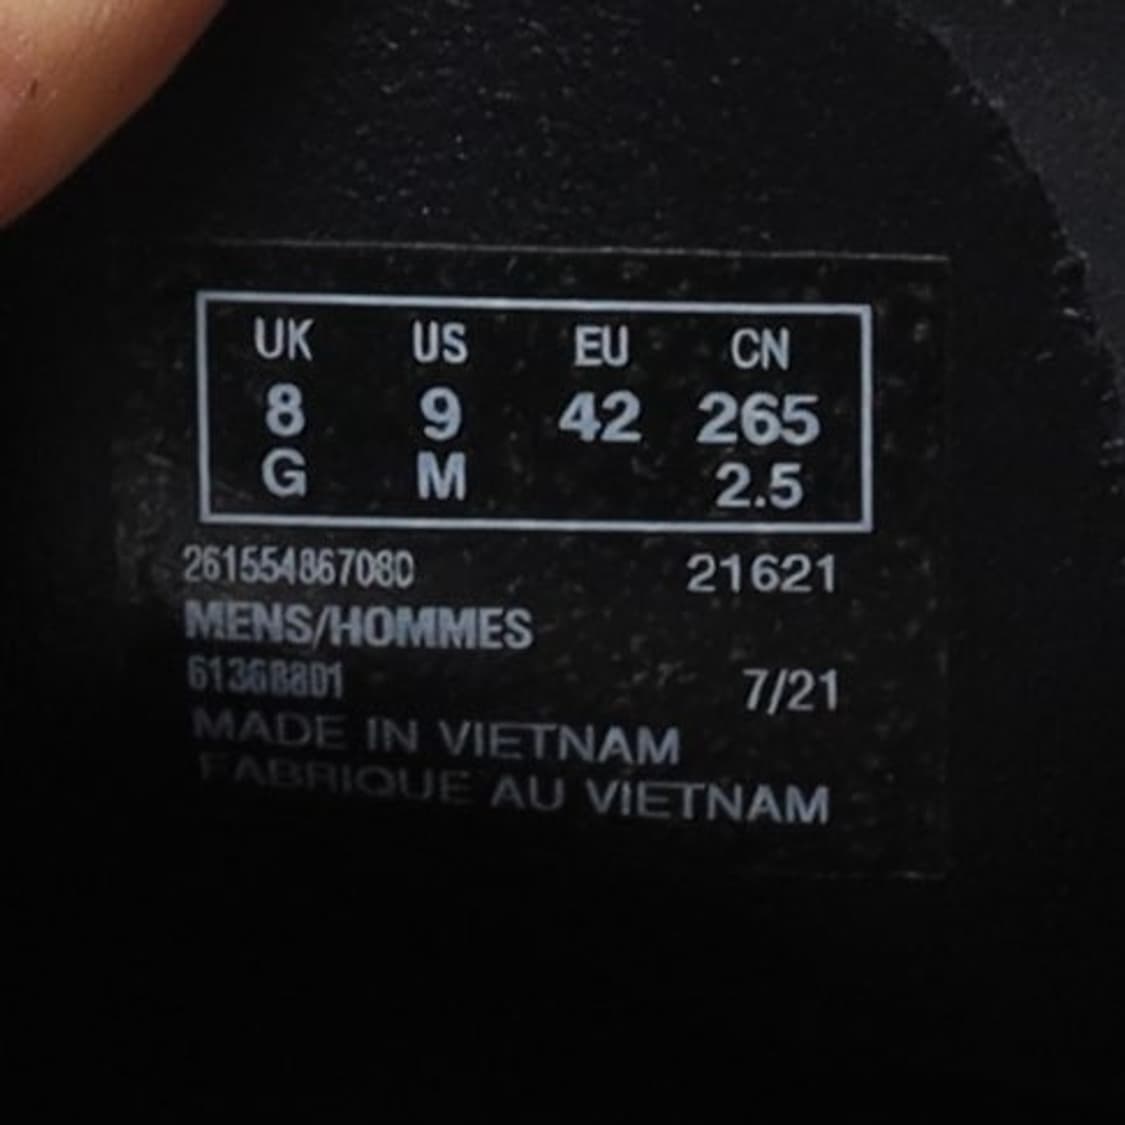 UK US EU CN
8 9 42 265
G M 2.5
261554867080 21621
MENS/HOMMES
61368801 7/21
MADE IN VIETNAM
FABRIQUE AU VIETNAM